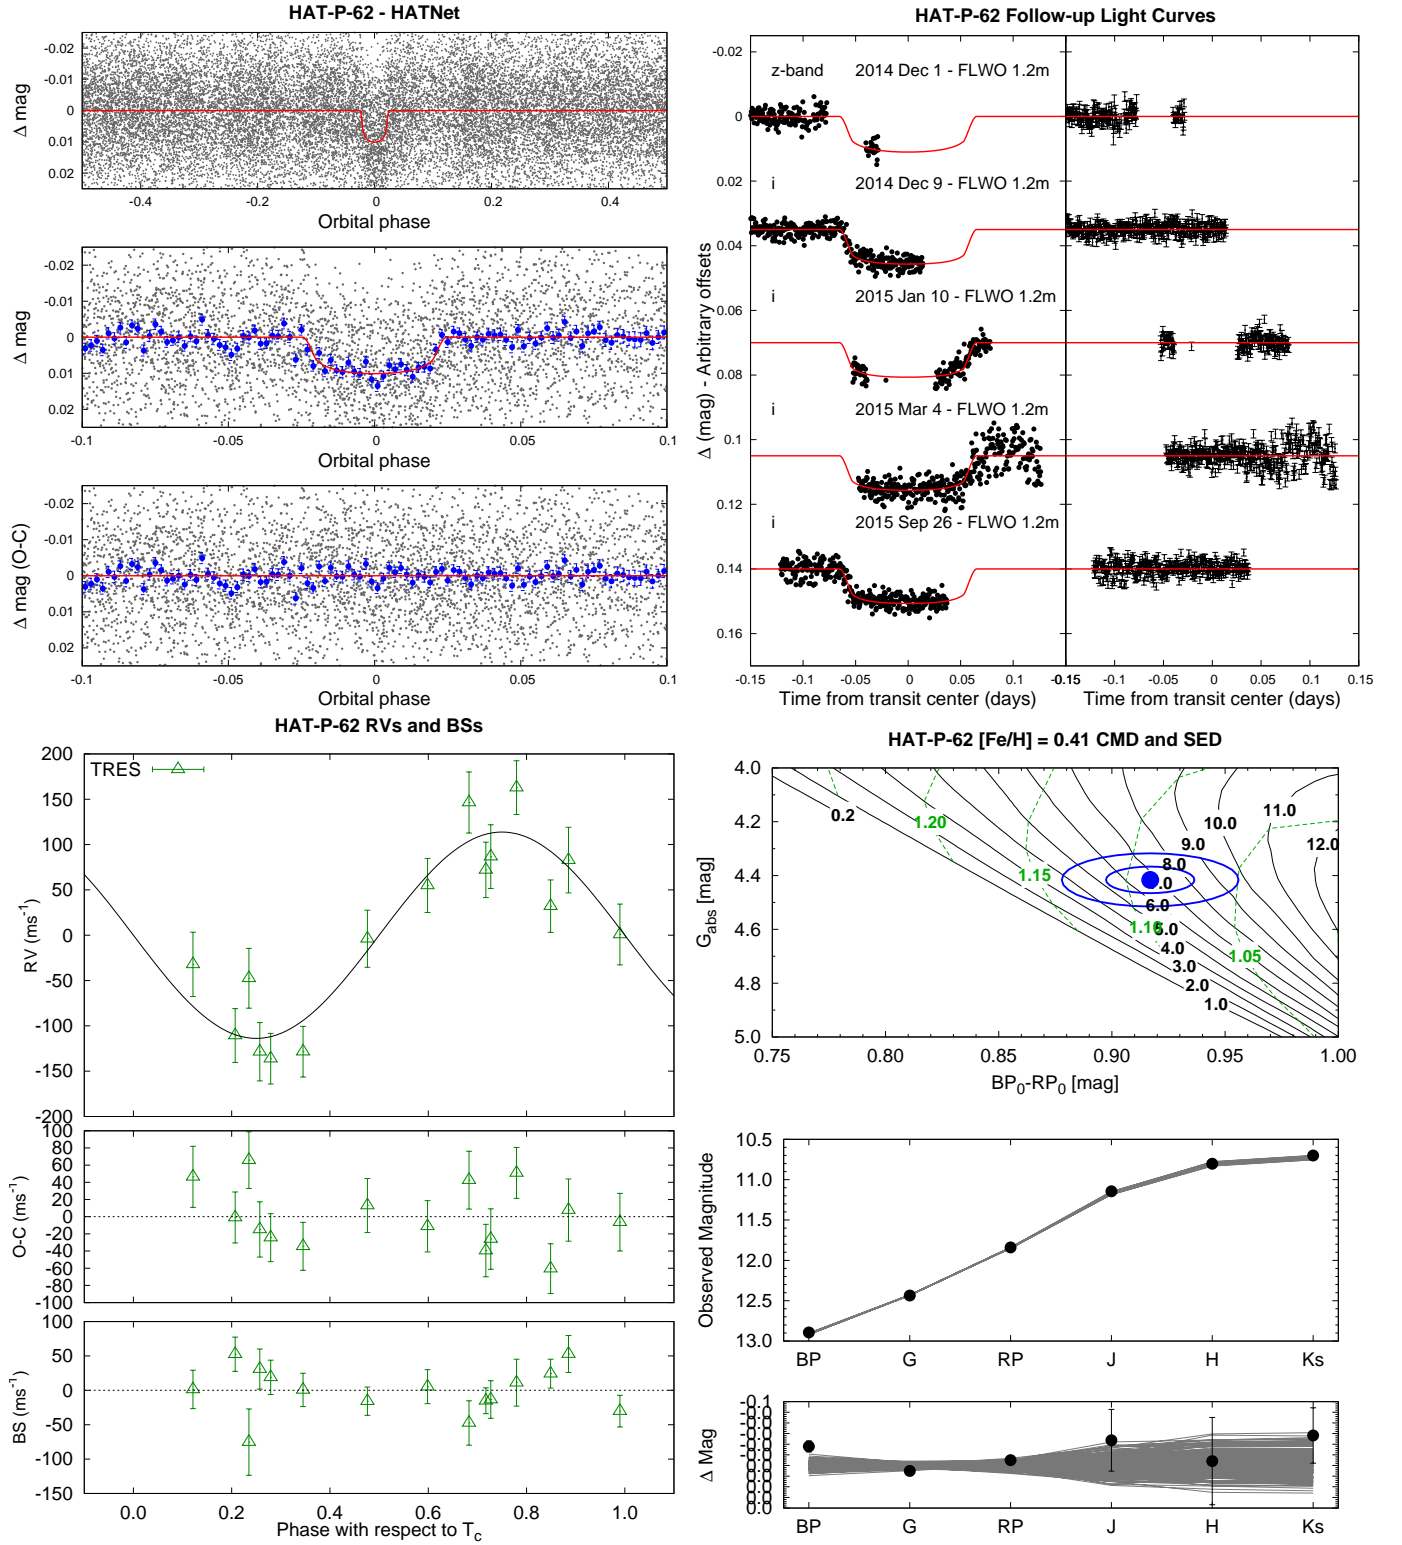 HAT-P-62 - HATNet
-0.02
-0.01
0
0.01
0.02
Δ mag
-0.4 -0.2 0 0.2 0.4
Orbital phase
-0.02
-0.01
0
0.01
0.02
Δ mag
-0.1 -0.05 0 0.05 0.1
Orbital phase
-0.02
-0.01
0
0.01
0.02
Δ mag (O-C)
-0.1 -0.05 0 0.05 0.1
Orbital phase
HAT-P-62 Follow-up Light Curves
-0.02
0
0.02
0.04
0.06
0.08
0.1
0.12
0.14
0.16
Δ (mag) - Arbitrary offsets
z-band 2014 Dec 1 - FLWO 1.2m
i 2014 Dec 9 - FLWO 1.2m
i 2015 Jan 10 - FLWO 1.2m
i 2015 Mar 4 - FLWO 1.2m
i 2015 Sep 26 - FLWO 1.2m
-0.15 -0.1 -0.05 0 0.05 0.1 -0.15 -0.1 -0.05 0 0.05 0.1 0.15
Time from transit center (days) Time from transit center (days)
HAT-P-62 RVs and BSs
TRES
200
150
100
50
0
-50
-100
-150
-200
RV (ms-1)
100
80
60
40
20
0
-20
-40
-60
-80
-100
O-C (ms-1)
100
50
0
-50
-100
-150
BS (ms-1)
0.0 0.2 0.4 0.6 0.8 1.0
Phase with respect to Tc
HAT-P-62 [Fe/H] = 0.41 CMD and SED
4.0
4.2
4.4
4.6
4.8
5.0
Gabs [mag]
0.2
1.20
1.15
1.10
1.05
11.0
10.0
12.0
9.0
8.0
.0
6.0
5.0
4.0
3.0
2.0
1.0
0.75 0.80 0.85 0.90 0.95 1.00
BP0-RP0 [mag]
10.5
11.0
11.5
12.0
12.5
13.0
Observed Magnitude
BP G RP J H Ks
-0.1
-0.0
0.0
Δ Mag
BP G RP J H Ks